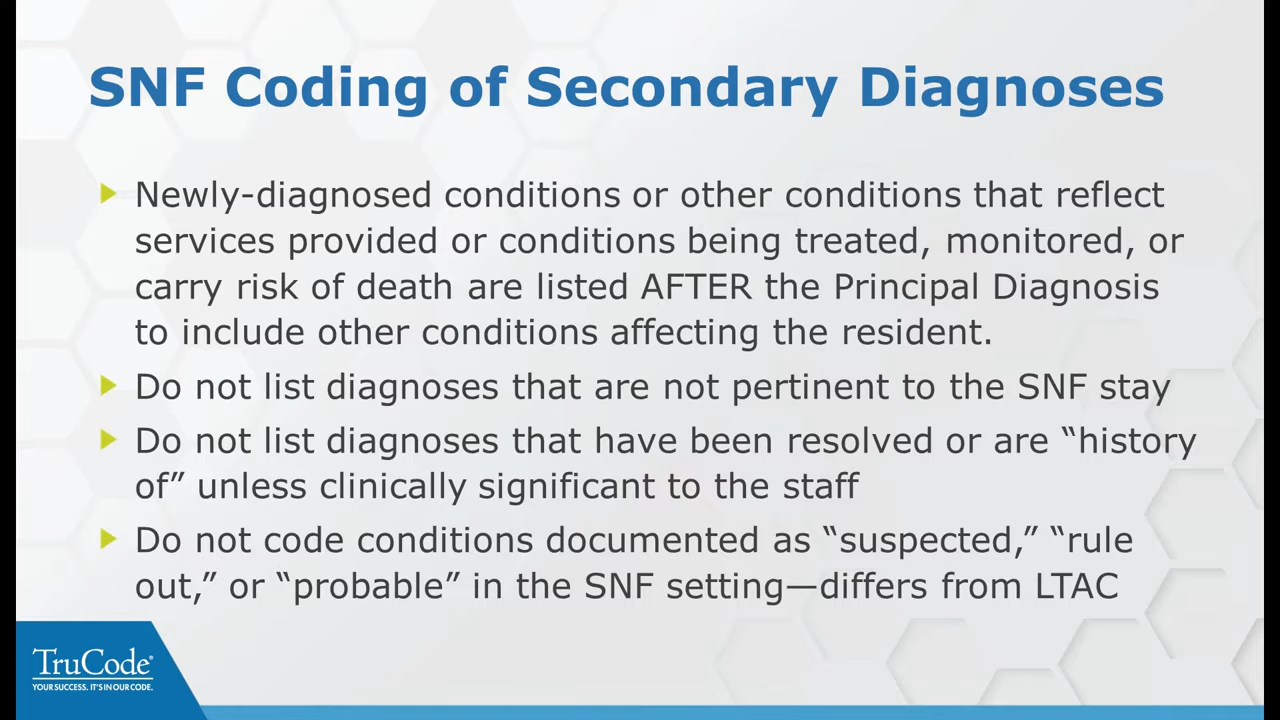 SNF Coding of Secondary Diagnoses
Newly-diagnosed conditions or other conditions that reflect
services provided or conditions being treated, monitored, or
carry risk of death are listed AFTER the Principal Diagnosis
to include other conditions affecting the resident.
Do not list diagnoses that are not pertinent to the SNF stay
Do not list diagnoses that have been resolved or are “history
of” unless clinically significant to the staff
Do not code conditions documented as “suspected,” “rule
out,” or “probable” in the SNF setting—differs from LTAC
TruCode®
YOUR SUCCESS. IT'S IN OUR CODE.